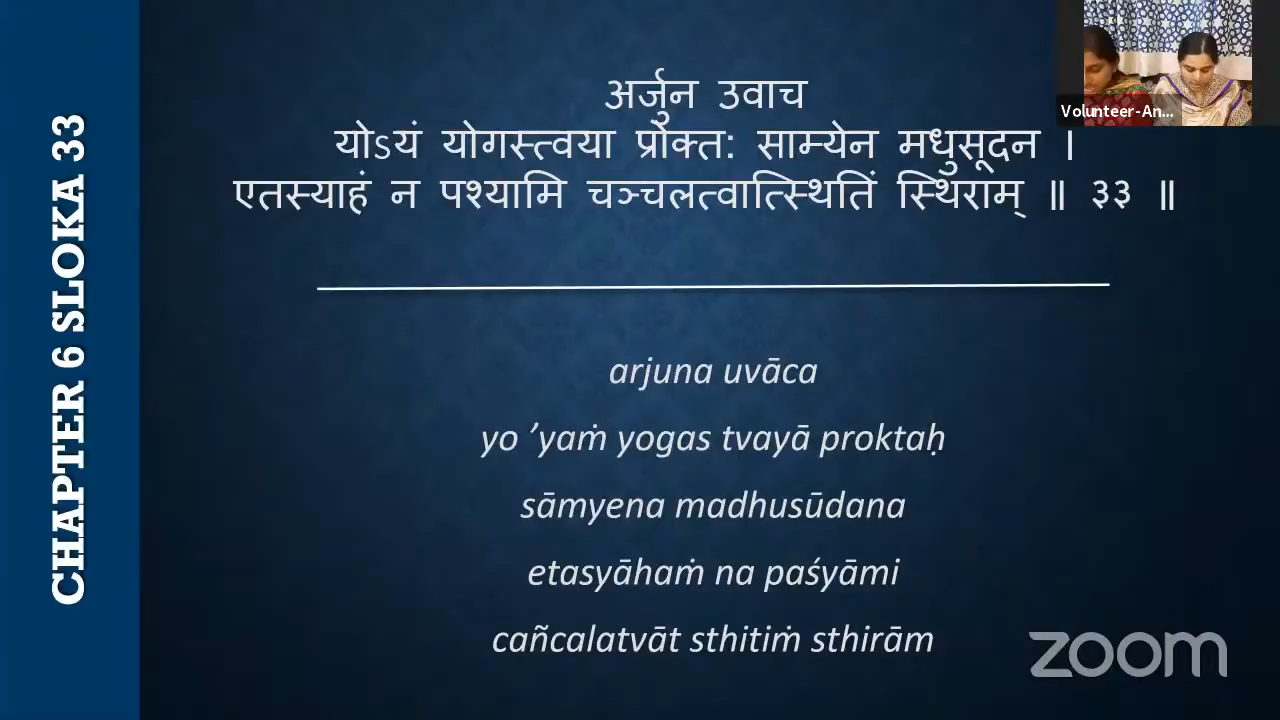 CHAPTER 6 SLOKA 33
अर्जुन उवाच
योऽयं योगस्त्वया प्रोक्त: साम्येन मधुसूदन ।
एतस्याहं न पश्यामि चञ्चलत्वात्स्थितिं स्थिराम् ॥ ३३ ॥
arjuna uvāca
yo ’yaṁ yogas tvayā proktaḥ
sāmyena madhusūdana
etasyāhaṁ na paśyāmi
cañcalatvāt sthitiṁ sthirām
Volunteer-An...
zoom